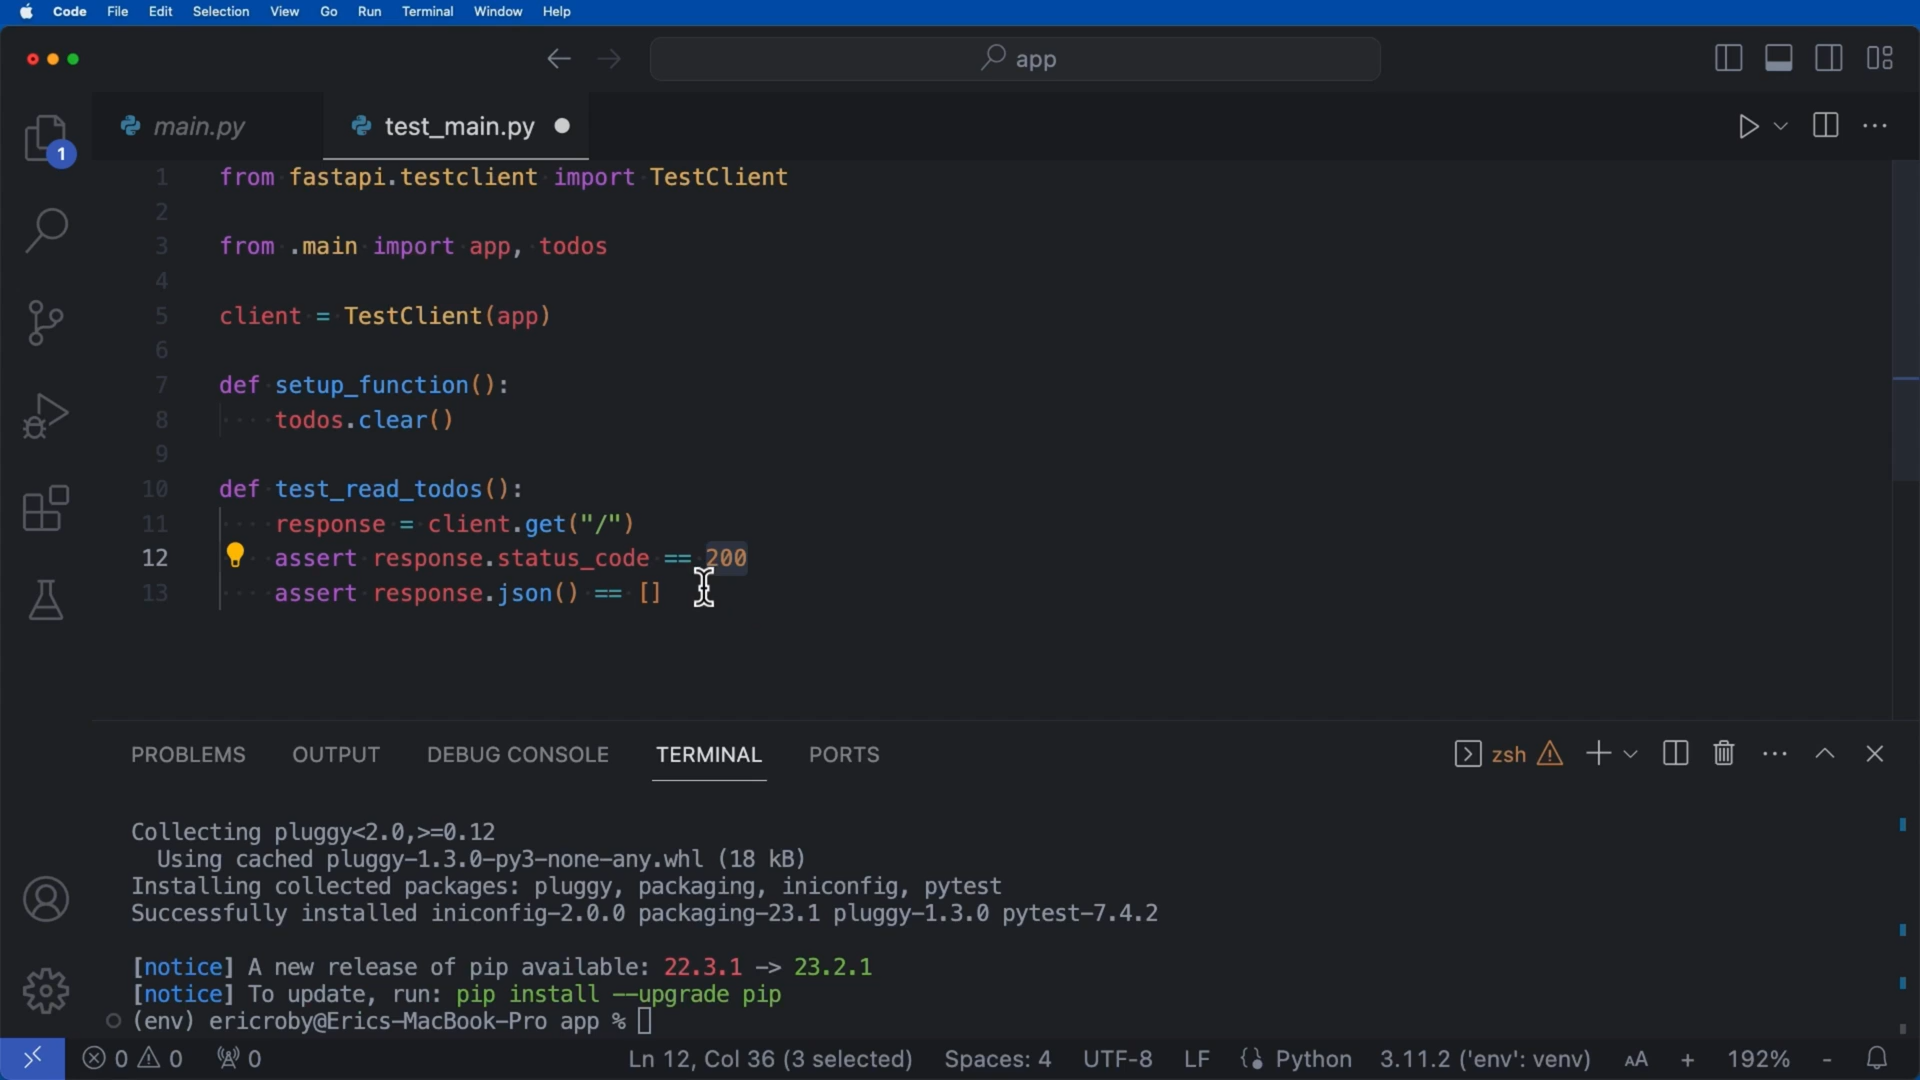 Code File Edit Selection View Go Run Terminal Window Help
app
main.py test_main.py
1
1 from fastapi.testclient import TestClient
2
3 from .main import app, todos
4
5 client = TestClient(app)
6
7 def setup_function():
8 todos.clear()
9
10 def test_read_todos():
11 response = client.get("/")
12 assert response.status_code == 200
13 assert response.json() == []
PROBLEMS OUTPUT DEBUG CONSOLE TERMINAL PORTS zsh
Collecting pluggy<2.0,>=0.12
Using cached pluggy-1.3.0-py3-none-any.whl (18 kB)
Installing collected packages: pluggy, packaging, iniconfig, pytest
Successfully installed iniconfig-2.0.0 packaging-23.1 pluggy-1.3.0 pytest-7.4.2
[notice] A new release of pip available: 22.3.1 -> 23.2.1
[notice] To update, run: pip install --upgrade pip
(env) ericroby@Erics-MacBook-Pro app %
0 0 0 Ln 12, Col 36 (3 selected) Spaces: 4 UTF-8 LF Python 3.11.2 ('env': venv) AA + 192% -